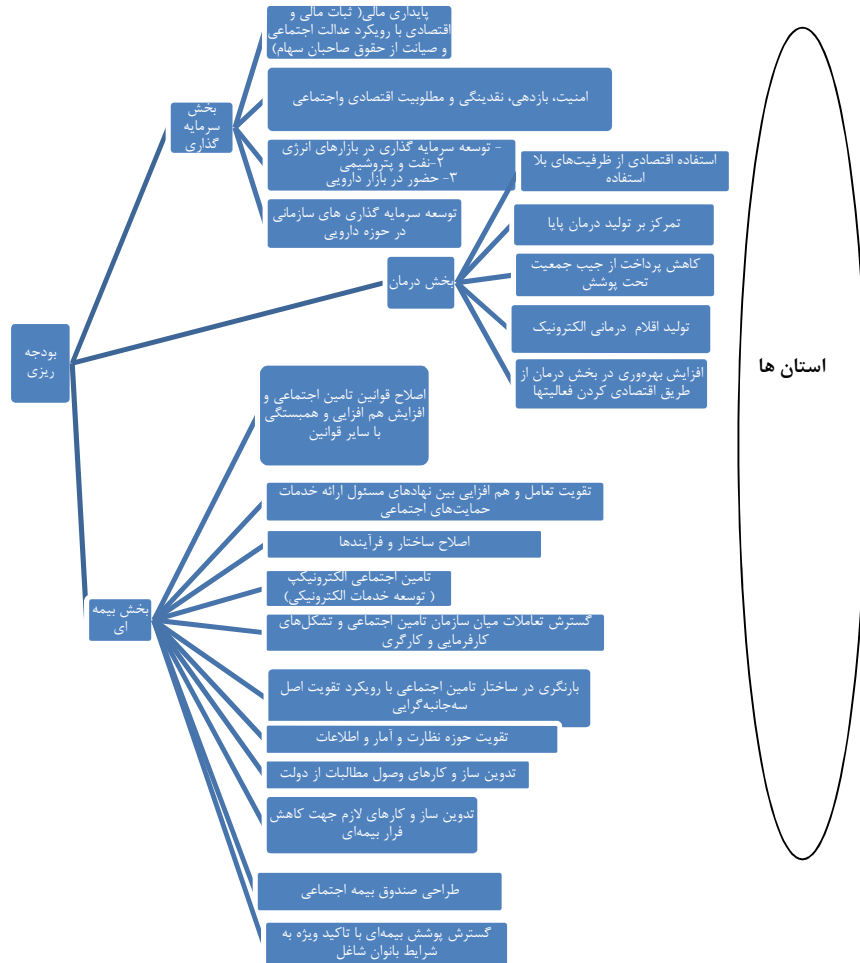 پایداری مالی( ثبات مالی و
اقتصادی با رویکرد عدالت اجتماعی
و صیانت از حقوق صاحبان سهام)
امنیت، بازدهی، نقدینگی و مطلوبیت اقتصادی واجتماعی
بخش
سرمایه
گذاری
- توسعه سرمایه گذاری در بازارهای انرژی
۲-نفت و پتروشیمی
۳- حضور در بازار دارویی
توسعه سرمایه گذاری های سازمانی
در حوزه دارویی
استفاده اقتصادی از ظرفیت‌های بلا
استفاده
تمرکز بر تولید درمان پایا
بخش درمان
کاهش پرداخت از جیب جمعیت
تحت پوشش
تولید اقلام درمانی الکترونیک
افزایش بهره‌وری در بخش درمان از
طریق اقتصادی کردن فعالیتها
استان ها
بودجه
ریزی
اصلاح قوانین تامین اجتماعی و
افزایش هم افزایی و همبستگی
با سایر قوانین
تقویت تعامل و هم افزایی بین نهادهای مسئول ارائه خدمات
حمایت‌های اجتماعی
اصلاح ساختار و فرآیندها
تامین اجتماعی الکترونیکپ
( توسعه خدمات الکترونیکی)
بخش بیمه
ای
گسترش تعاملات میان سازمان تامین اجتماعی و تشکل‌های
کارفرمایی و کارگری
بارنگری در ساختار تامین اجتماعی با رویکرد تقویت اصل
سه‌جانبه‌گرایی
تقویت حوزه نظارت و آمار و اطلاعات
تدوین ساز و کارهای وصول مطالبات از دولت
تدوین ساز و کارهای لازم جهت کاهش
فرار بیمه‌ای
طراحی صندوق بیمه اجتماعی
گسترش پوشش بیمه‌ای با تاکید ویژه به
شرایط بانوان شاغل